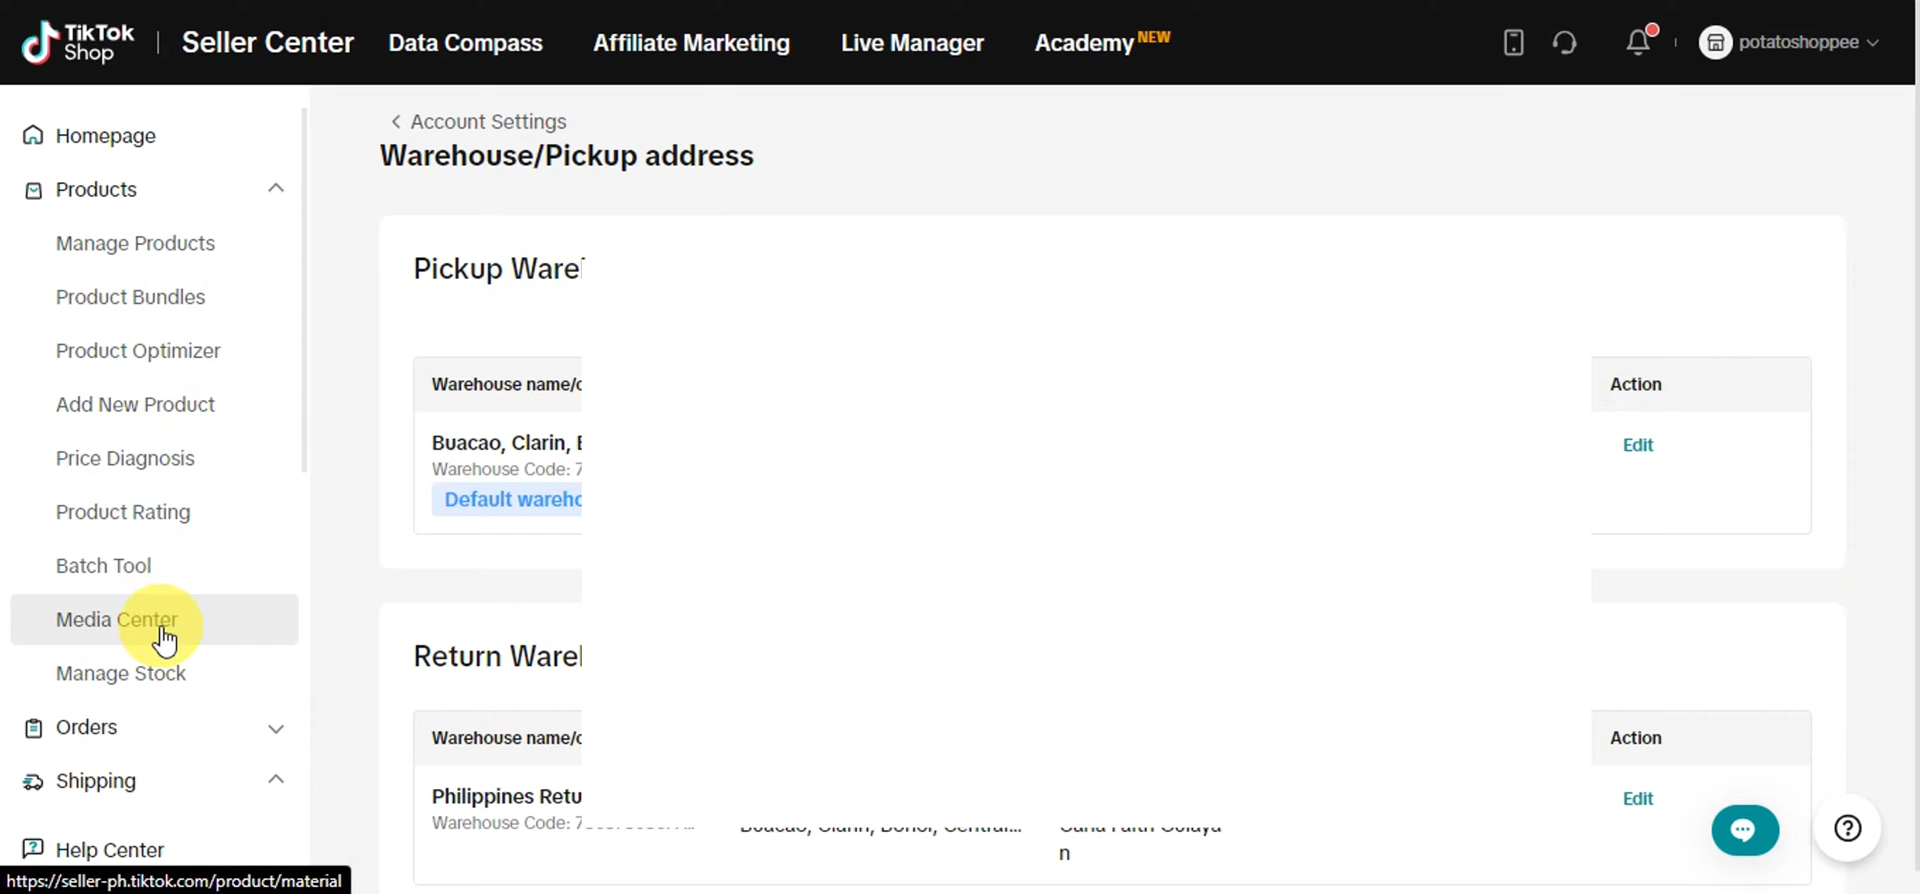 TikTok Shop | Seller Center Data Compass Affiliate Marketing Live Manager Academy NEW potatoshoppee
Homepage
Products
Manage Products
Product Bundles
Product Optimizer
Add New Product
Price Diagnosis
Product Rating
Batch Tool
Media Center
Manage Stock
Orders
Shipping
Help Center
https://seller-ph.tiktok.com/product/material
Account Settings
Warehouse/Pickup address
Pickup
Warehouse name/ Action
Buacao, Clarin, Edit
Warehouse Code: 7
Default
Return
Warehouse name/ Action
Philippines Edit
Warehouse Code: 7
n